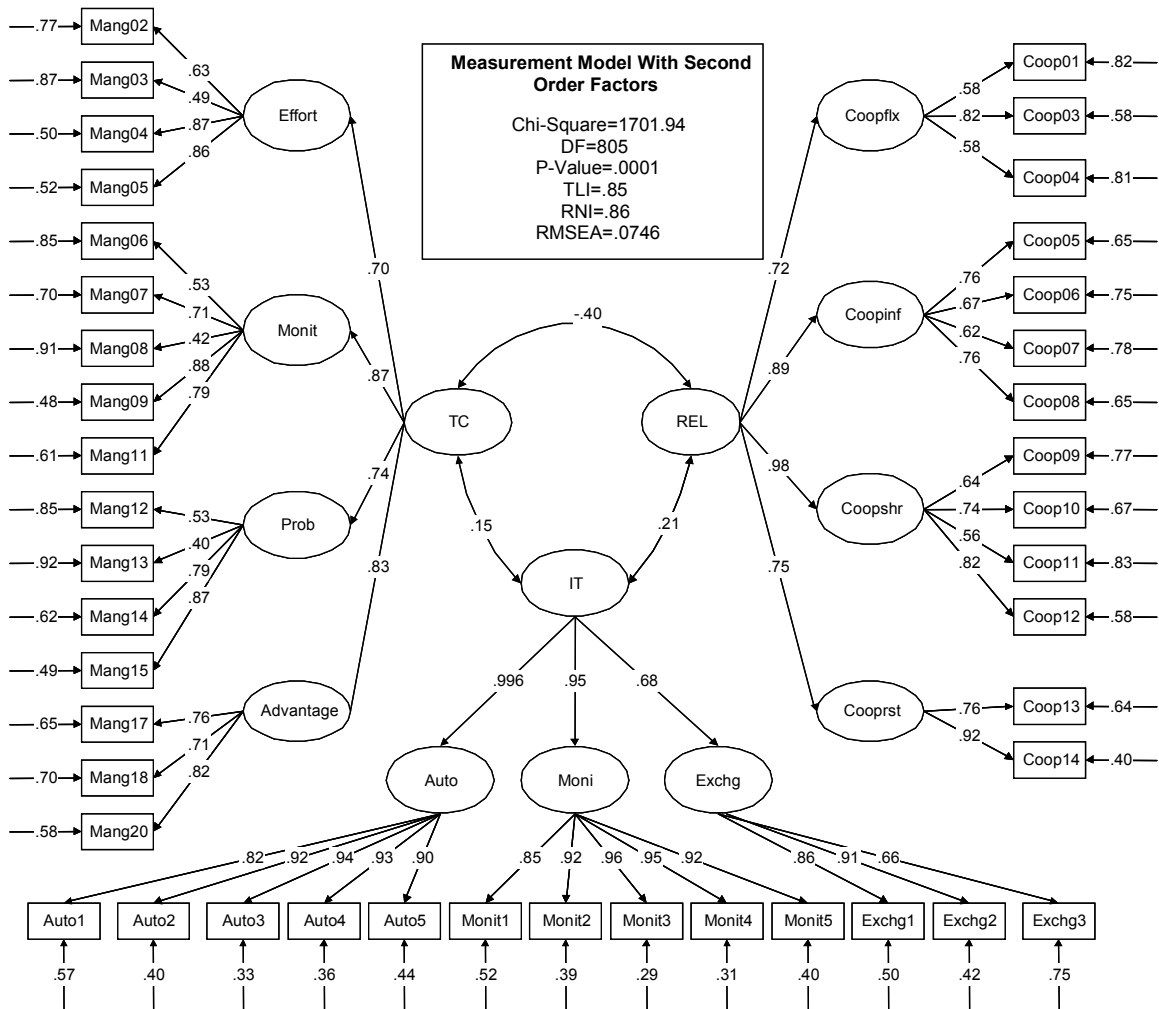 Measurement Model With Second
Order Factors
Chi-Square=1701.94
DF=805
P-Value=.0001
TLI=.85
RNI=.86
RMSEA=.0746
.77 Mang02 .63
.87 Mang03 .49
.50 Mang04 .87
.52 Mang05 .86
Effort
.70
.85 Mang06 .53
.70 Mang07 .71
.91 Mang08 .42
.48 Mang09 .88
.61 Mang11 .79
Monit
.87
.85 Mang12 .53
.92 Mang13 .40
.62 Mang14 .79
.49 Mang15 .87
Prob
.74
.65 Mang17 .76
.70 Mang18 .71
.58 Mang20 .82
Advantage
.83
TC
-.40
REL
.15
.21
IT
.72
Coopflx
.58 Coop01 .82
.82 Coop03 .58
.58 Coop04 .81
.89
Coopinf
.76 Coop05 .65
.67 Coop06 .75
.62 Coop07 .78
.76 Coop08 .65
.98
Coopshr
.64 Coop09 .77
.74 Coop10 .67
.56 Coop11 .83
.82 Coop12 .58
.75
Cooprst
.76 Coop13 .64
.92 Coop14 .40
.996 .95 .68
Auto Moni Exchg
.82 .92 .94 .93 .90 .85 .92 .96 .95 .92 .86 .91 .66
Auto1 Auto2 Auto3 Auto4 Auto5 Monit1 Monit2 Monit3 Monit4 Monit5 Exchg1 Exchg2 Exchg3
.57 .40 .33 .36 .44 .52 .39 .29 .31 .40 .50 .42 .75